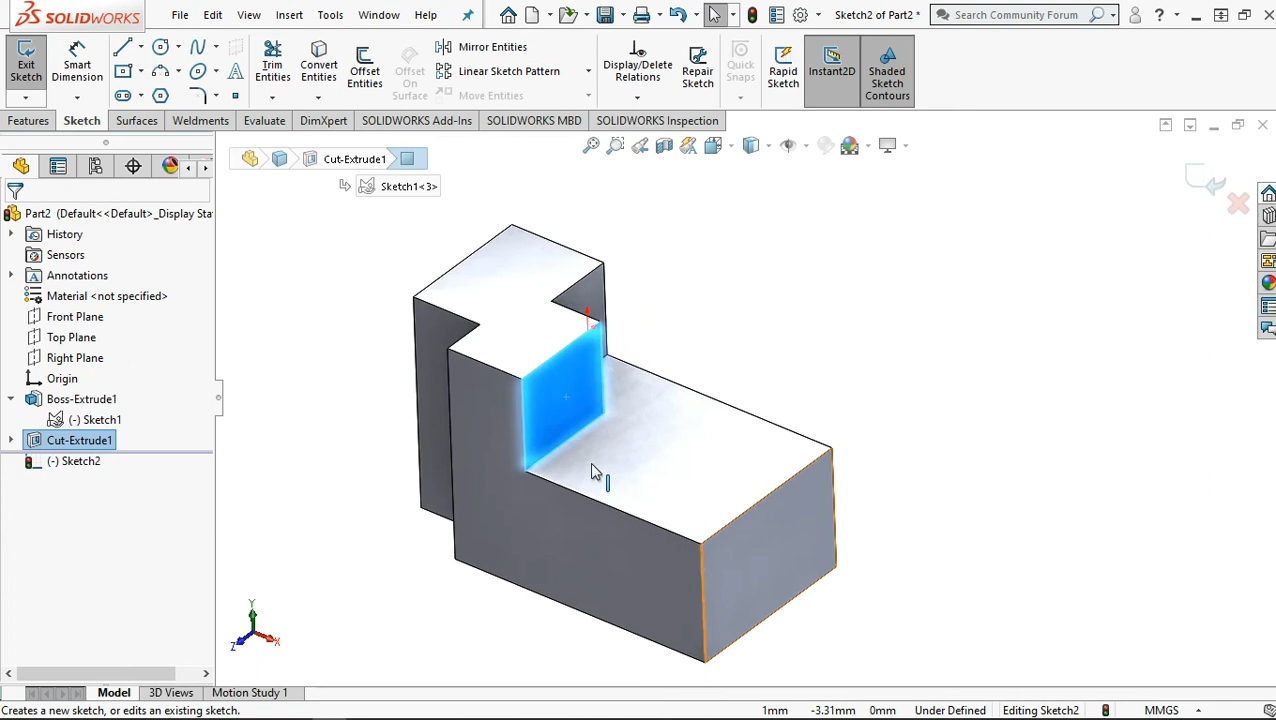 SOLIDWORKS File Edit View Insert Tools Window Help Sketch2 of Part2 * Search Community Forum ?
Exit Sketch
Smart Dimension
Trim Entities
Convert Entities
Offset Entities
Offset On Surface
Mirror Entities
Linear Sketch Pattern
Move Entities
Display/Delete Relations
Repair Sketch
Quick Snaps
Rapid Sketch
Instant2D
Shaded Sketch Contours
Features Sketch Surfaces Weldments Evaluate DimXpert SOLIDWORKS Add-Ins SOLIDWORKS MBD SOLIDWORKS Inspection
Cut-Extrude1
Sketch1<3>
Part2 (Default<<Default>_Display Sta
History
Sensors
Annotations
Material <not specified>
Front Plane
Top Plane
Right Plane
Origin
Boss-Extrude1
(-) Sketch1
Cut-Extrude1
(-) Sketch2
Y
Z
X
Model 3D Views Motion Study 1
Creates a new sketch, or edits an existing sketch. 1mm -3.31mm 0mm Under Defined Editing Sketch2 MMGS